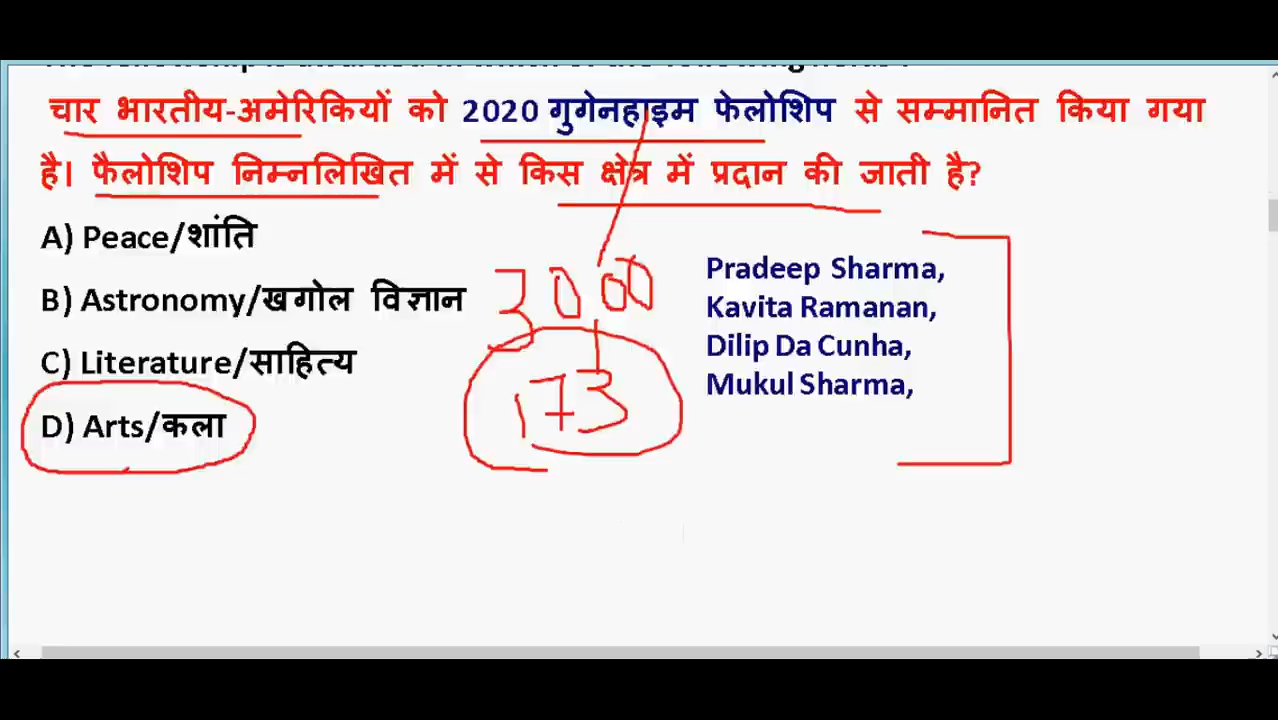 चार भारतीय-अमेरिकियों को 2020 गुगेनहाइम फेलोशिप से सम्मानित किया गया
है। फैलोशिप निम्नलिखित में से किस क्षेत्र में प्रदान की जाती है?
A) Peace/शांति
B) Astronomy/खगोल विज्ञान
C) Literature/साहित्य
D) Arts/कला
3000
173
Pradeep Sharma,
Kavita Ramanan,
Dilip Da Cunha,
Mukul Sharma,